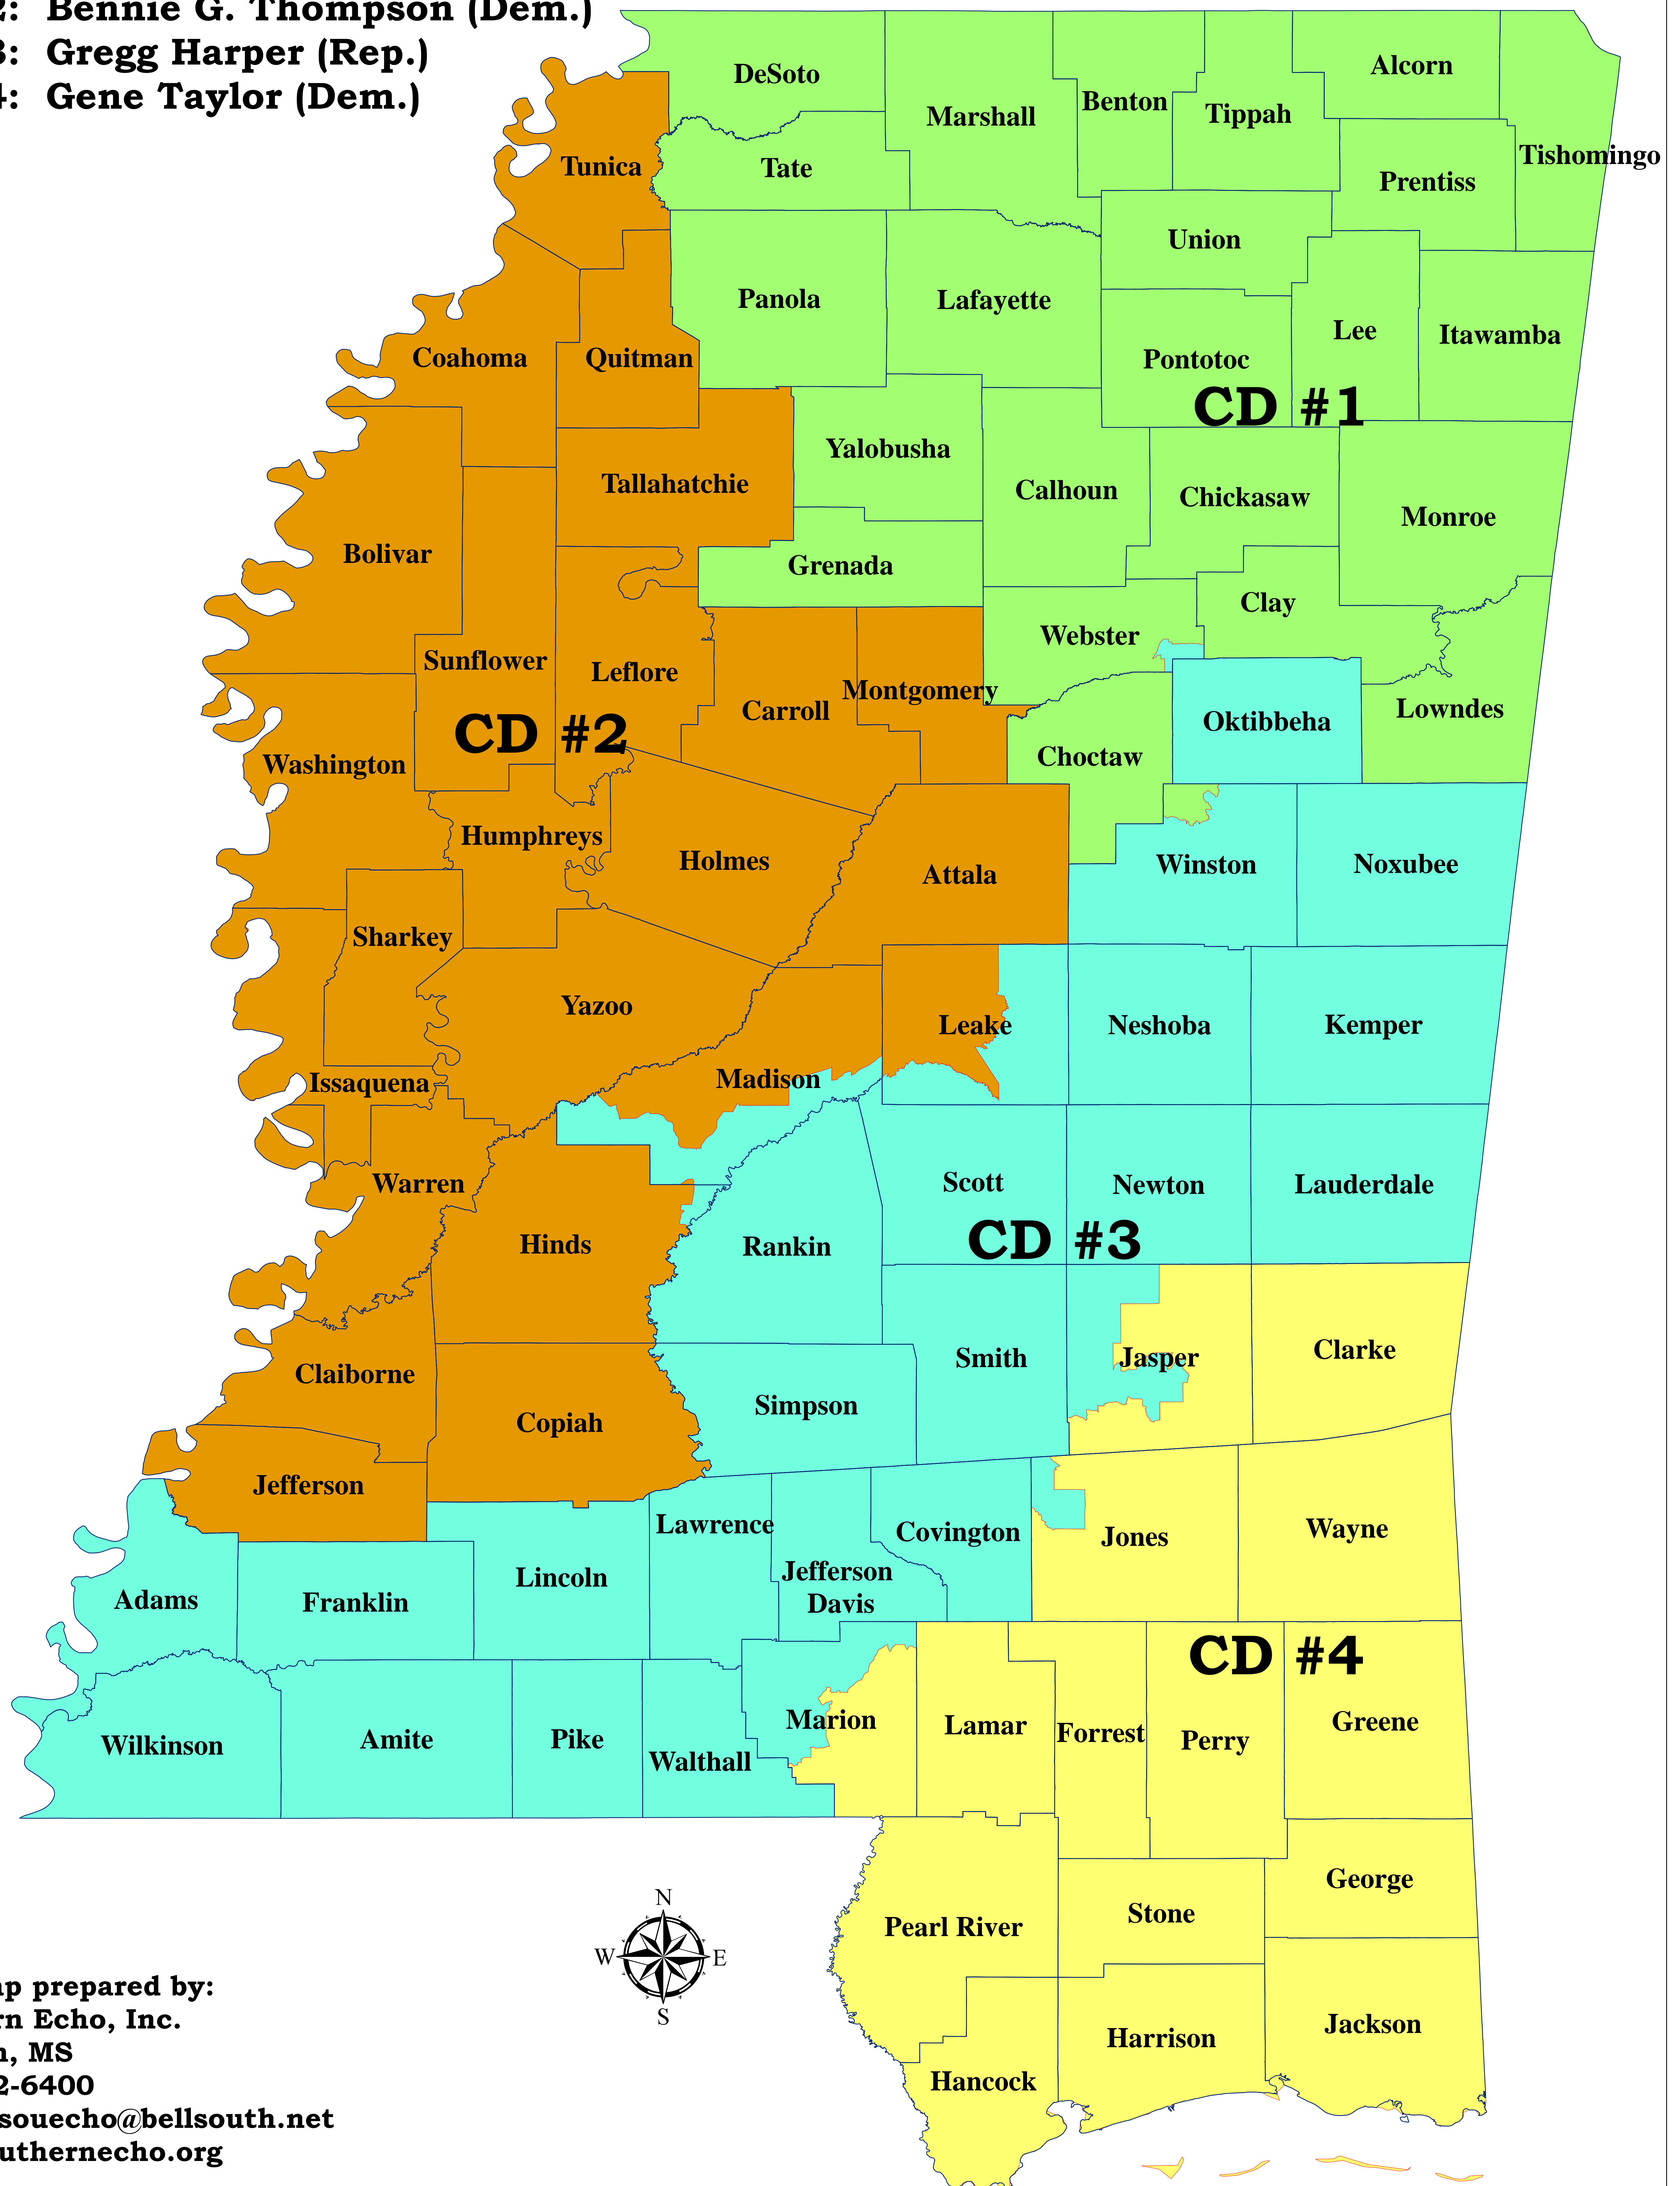 2: Bennie G. Thompson (Dem.)
3: Gregg Harper (Rep.)
4: Gene Taylor (Dem.)
DeSoto
Alcorn
Benton
Marshall
Tippah
Tishomingo
Tunica
Tate
Prentiss
Union
Panola
Lafayette
Lee
Itawamba
Coahoma
Quitman
Pontotoc
CD #1
Yalobusha
Tallahatchie
Calhoun
Chickasaw
Monroe
Bolivar
Grenada
Clay
Webster
Sunflower
Leflore
Montgomery
Carroll
Lowndes
Oktibbeha
CD #2
Choctaw
Washington
Humphreys
Holmes
Winston
Noxubee
Attala
Sharkey
Yazoo
Leake
Neshoba
Kemper
Madison
Issaquena
Warren
Scott
Newton
Lauderdale
CD #3
Hinds
Rankin
Clarke
Smith
Jasper
Claiborne
Simpson
Copiah
Jefferson
Lawrence
Covington
Wayne
Jones
Jefferson
Davis
Lincoln
Adams
Franklin
CD #4
Marion
Lamar
Greene
Forrest
Perry
Wilkinson
Amite
Pike
Walthall
George
N
Stone
Pearl River
W E
S
p prepared by:
rn Echo, Inc.
Jackson
Harrison
, MS
Hancock
2-6400
souecho@bellsouth.net
uthernecho.org